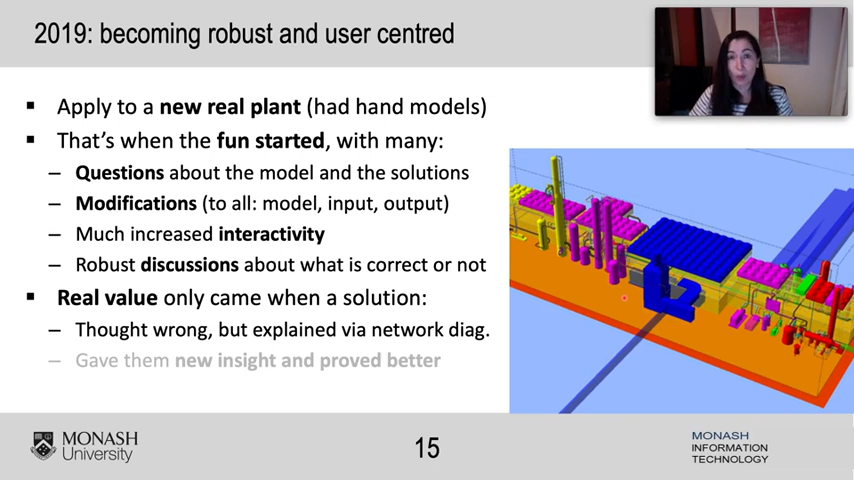 2019: becoming robust and user centred
▪ Apply to a new real plant (had hand models)
▪ That's when the fun started, with many:
– Questions about the model and the solutions
– Modifications (to all: model, input, output)
– Much increased interactivity
– Robust discussions about what is correct or not
▪ Real value only came when a solution:
– Thought wrong, but explained via network diag.
– Gave them new insight and proved better
MONASH
University
15
MONASH
INFORMATION
TECHNOLOGY